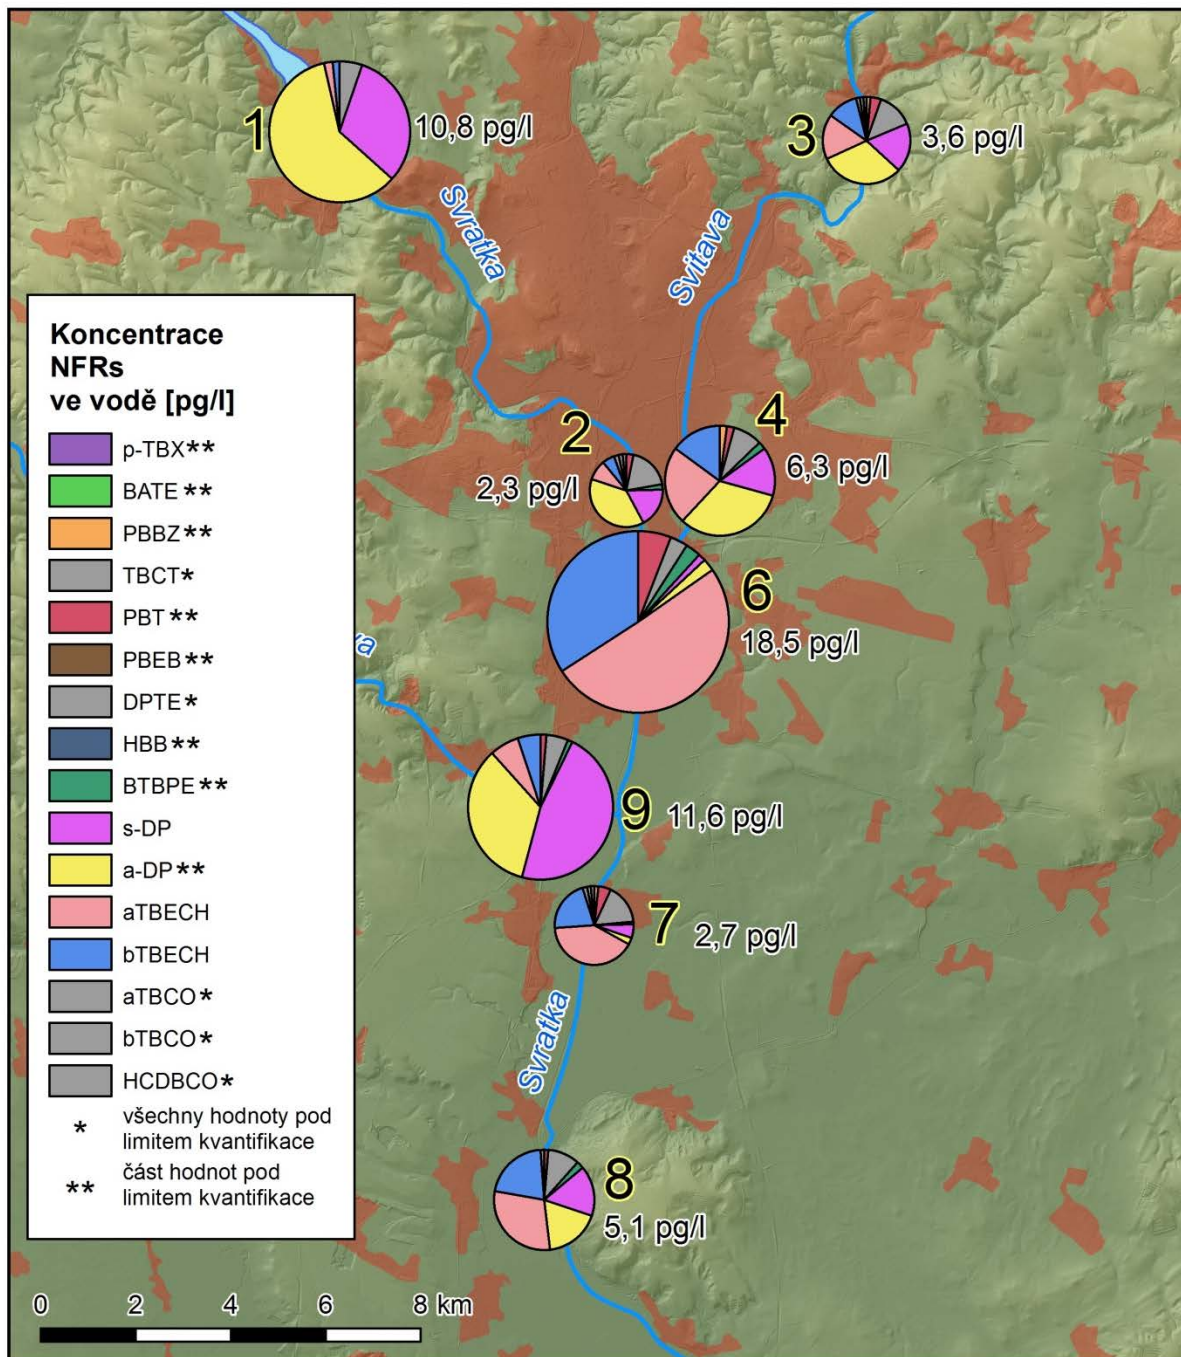 1
10,8 pg/l
3
3,6 pg/l
Svratka
Svitava
Koncentrace
NFRs
ve vodě [pg/l]
p-TBX**
BATE **
PBBZ**
TBCT*
PBT**
PBEB**
DPTE*
HBB**
BTBPE**
s-DP
a-DP**
aTBECH
bTBECH
aTBCO*
bTBCO*
HCDBCO*
* všechny hodnoty pod
limitem kvantifikace
** část hodnot pod
limitem kvantifikace
2
2,3 pg/l
4
6,3 pg/l
6
18,5 pg/l
va
9
11,6 pg/l
7
2,7 pg/l
Svratka
8
5,1 pg/l
0 2 4 6 8 km